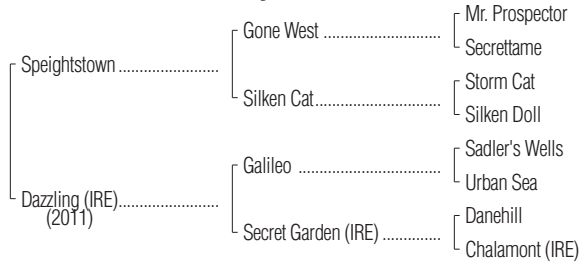 Mr. Prospector
Gone West ..............................
Secrettame
Speightstown .........................
Storm Cat
Silken Cat................................
Silken Doll
Sadler's Wells
Galileo ....................................
Urban Sea
Dazzling (IRE).........................
(2011)
Danehill
Secret Garden (IRE) ...............
Chalamont (IRE)